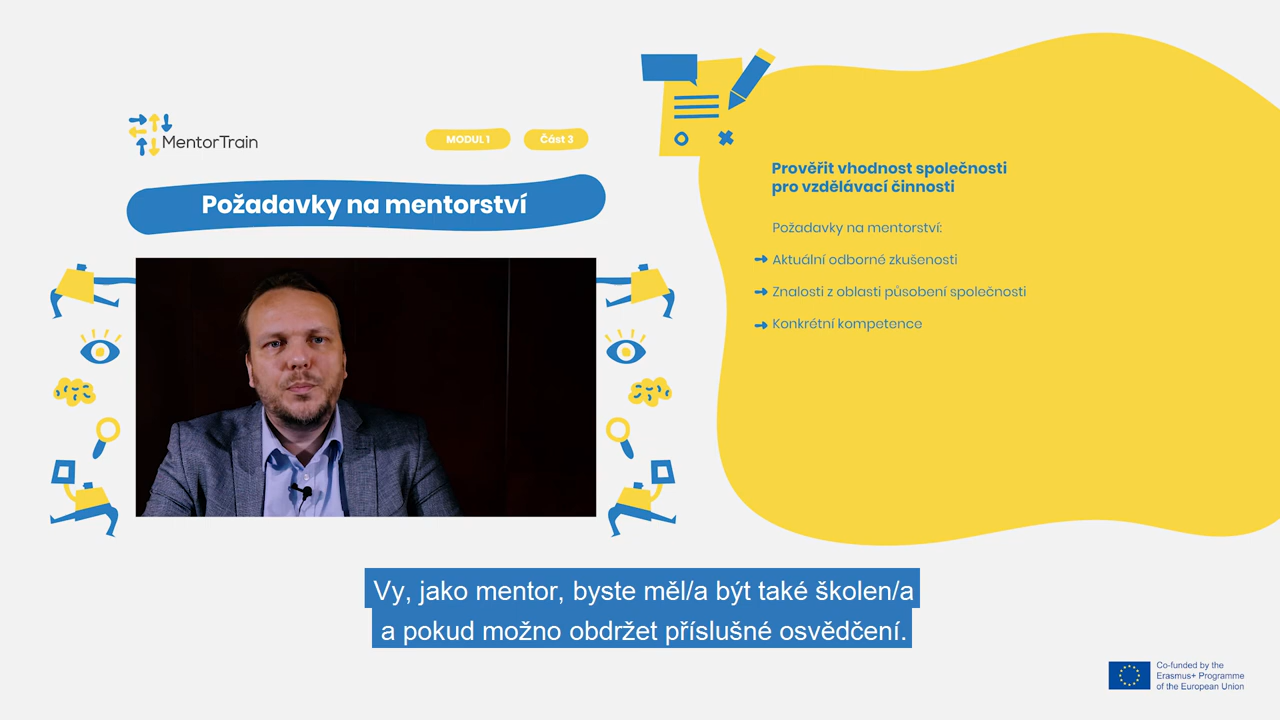 MentorTrain
MODUL 1
Část 3
Požadavky na mentorství
Prověřit vhodnost společnosti
pro vzdělávací činnosti
Požadavky na mentorství:
Aktuální odborné zkušenosti
Znalosti z oblasti působení společnosti
Konkrétní kompetence
Vy, jako mentor, byste měl/a být také školen/a
a pokud možno obdržet příslušné osvědčení.
Co-funded by the
Erasmus+ Programme
of the European Union